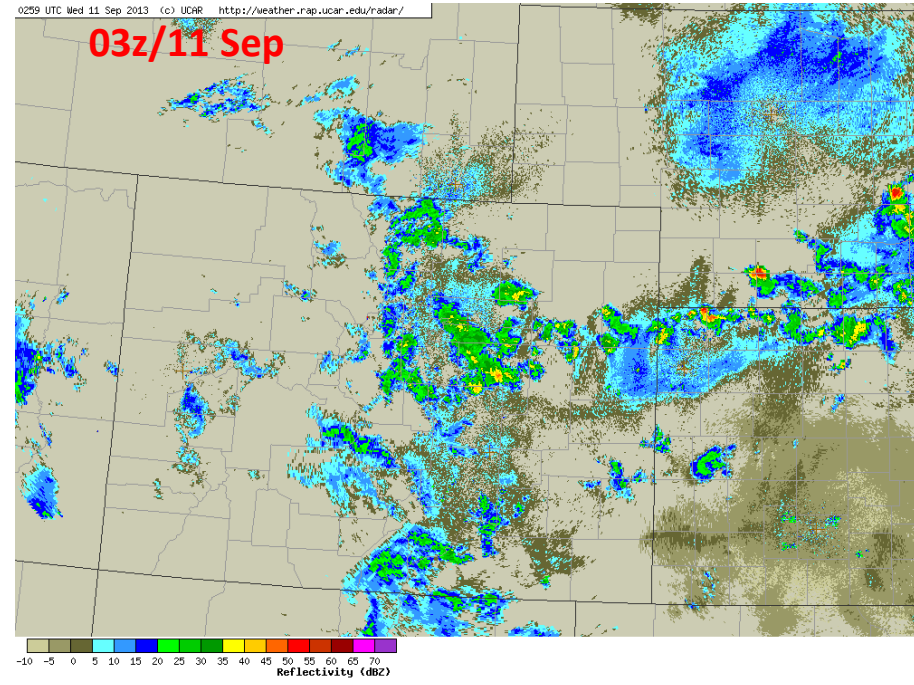 0259 UTC Wed 11 Sep 2013 (c) UCAR http://weather.rap.ucar.edu/radar/
03z/11 Sep
-10 -5 0 5 10 15 20 25 30 35 40 45 50 55 60 65 70
Reflectivity (dBZ)